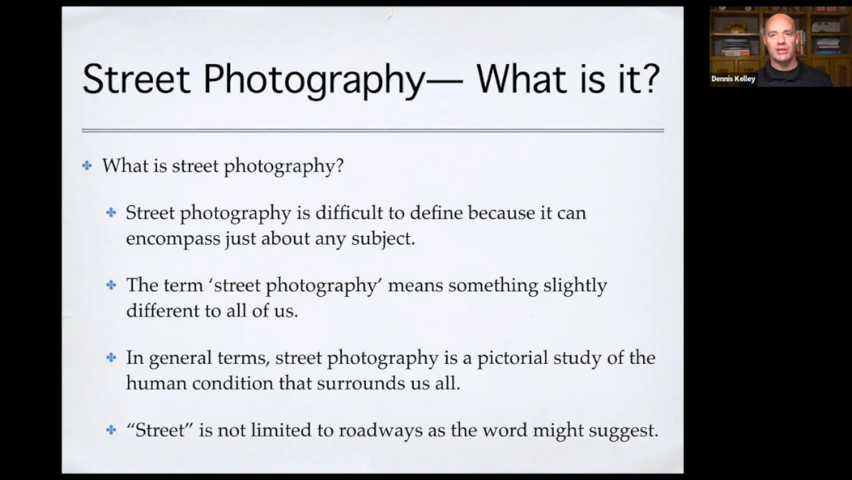 Street Photography— What is it?
Dennis Kelley
What is street photography?
Street photography is difficult to define because it can
encompass just about any subject.
The term ‘street photography’ means something slightly
different to all of us.
In general terms, street photography is a pictorial study of the
human condition that surrounds us all.
“Street” is not limited to roadways as the word might suggest.